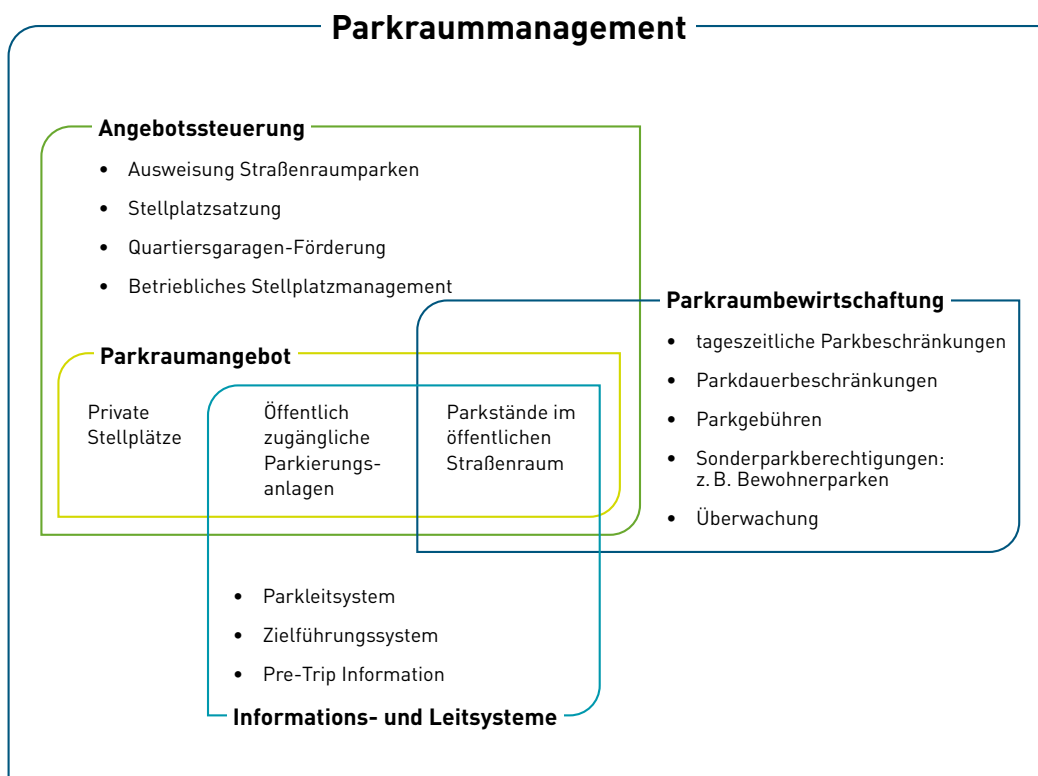 Parkraummanagement
Angebotssteuerung
• Ausweisung Straßenraumparken
• Stellplatzsatzung
• Quartiersgaragen-Förderung
• Betriebliches Stellplatzmanagement
Parkraumbewirtschaftung
• tageszeitliche Parkbeschränkungen
• Parkdauerbeschränkungen
• Parkgebühren
• Sonderparkberechtigungen:
z. B. Bewohnerparken
• Überwachung
Parkraumangebot
Private
Stellplätze
Öffentlich
zugängliche
Parkierungs-
anlagen
Parkstände im
öffentlichen
Straßenraum
• Parkleitsystem
• Zielführungssystem
• Pre-Trip Information
Informations- und Leitsysteme